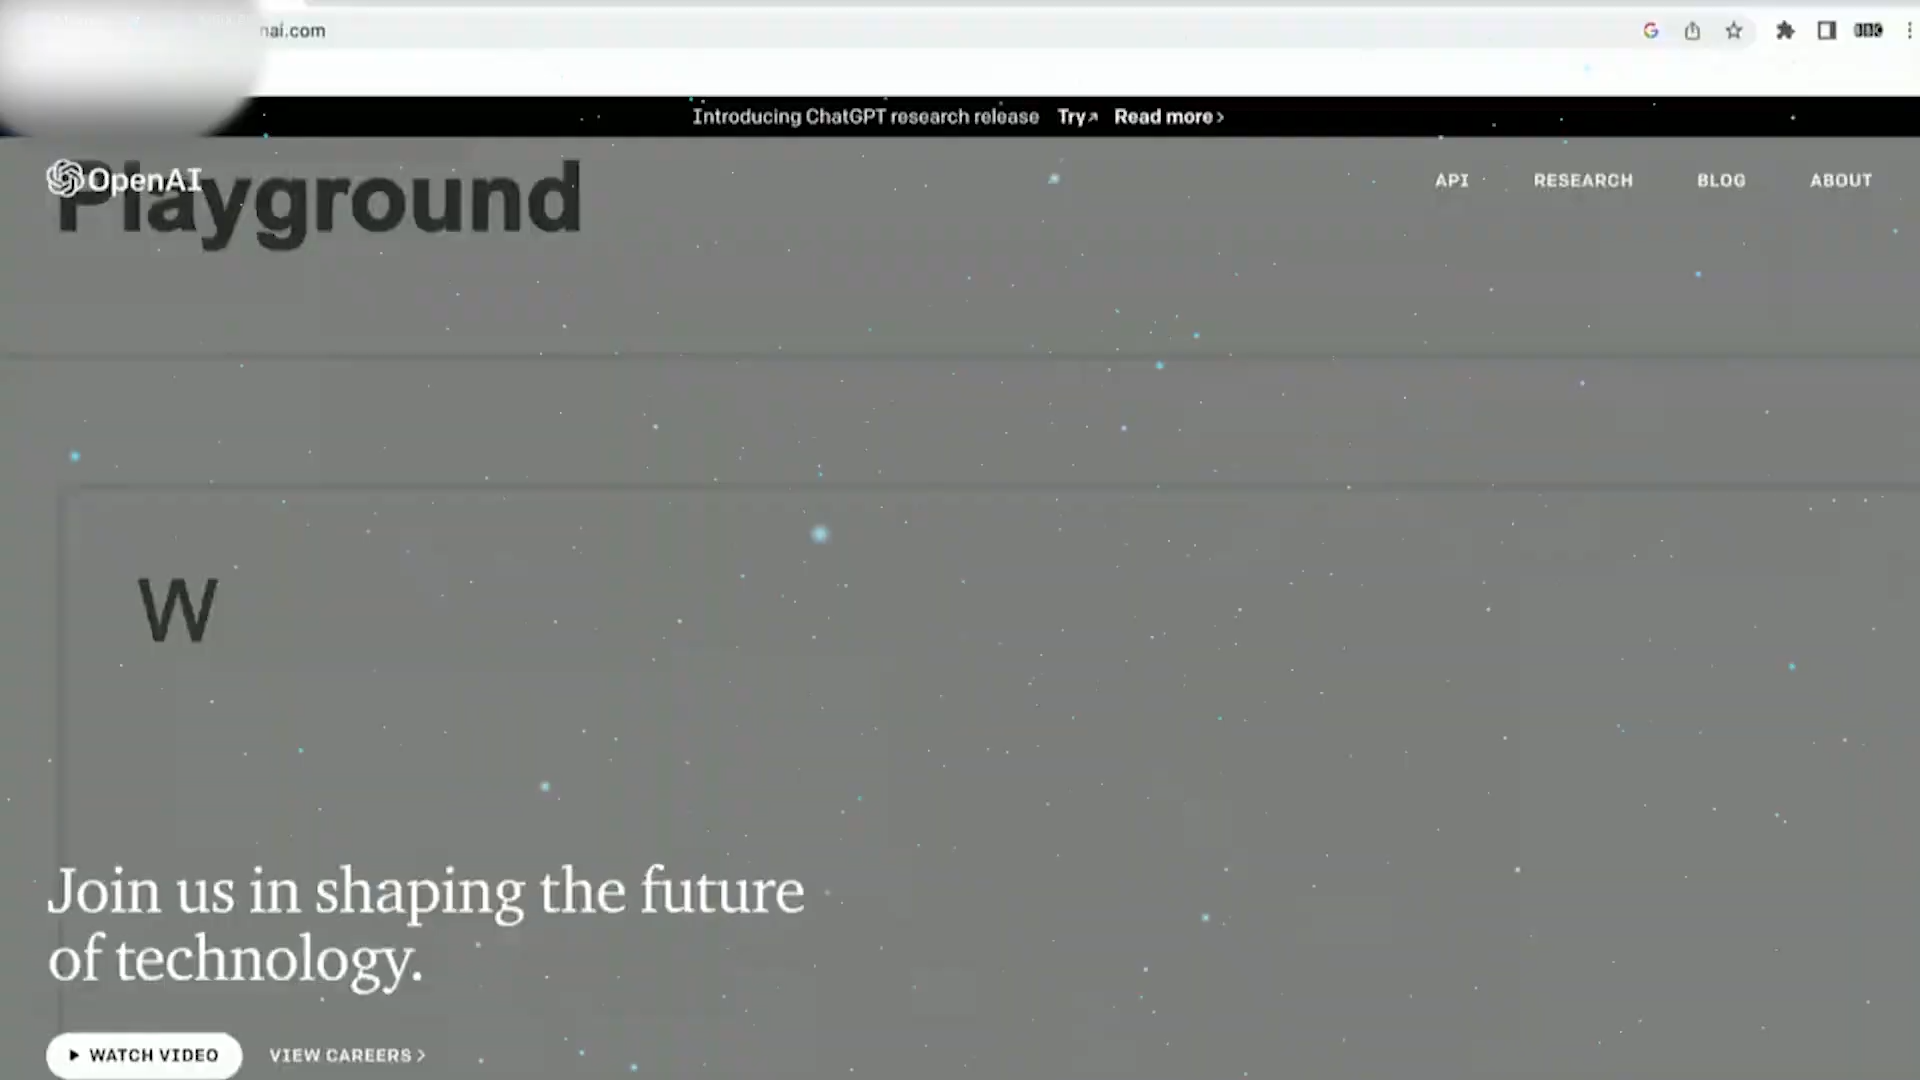 nai.com
Introducing ChatGPT research release Try↗ Read more >
OpenAI
Playground
API RESEARCH BLOG ABOUT
W
Join us in shaping the future
of technology.
WATCH VIDEO VIEW CAREERS >